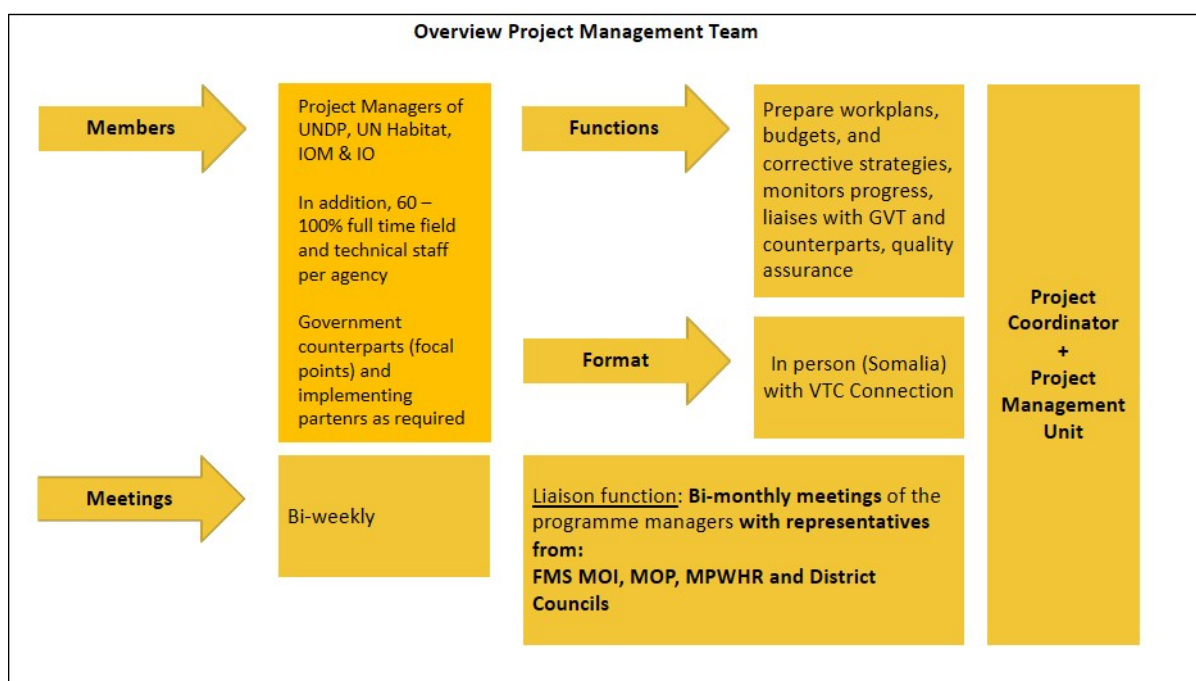 Overview Project Management Team
Members
Project Managers of
UNDP, UN Habitat,
IOM & IO
In addition, 60 –
100% full time field
and technical staff
per agency
Government
counterparts (focal
points) and
implementing
partenrs as required
Functions
Prepare workplans,
budgets, and
corrective strategies,
monitors progress,
liaises with GVT and
counterparts, quality
assurance
Format
In person (Somalia)
with VTC Connection
Meetings
Bi-weekly
Liaison function: Bi-monthly meetings of the
programme managers with representatives
from:
FMS MOI, MOP, MPWHR and District
Councils
Project
Coordinator
+
Project
Management
Unit